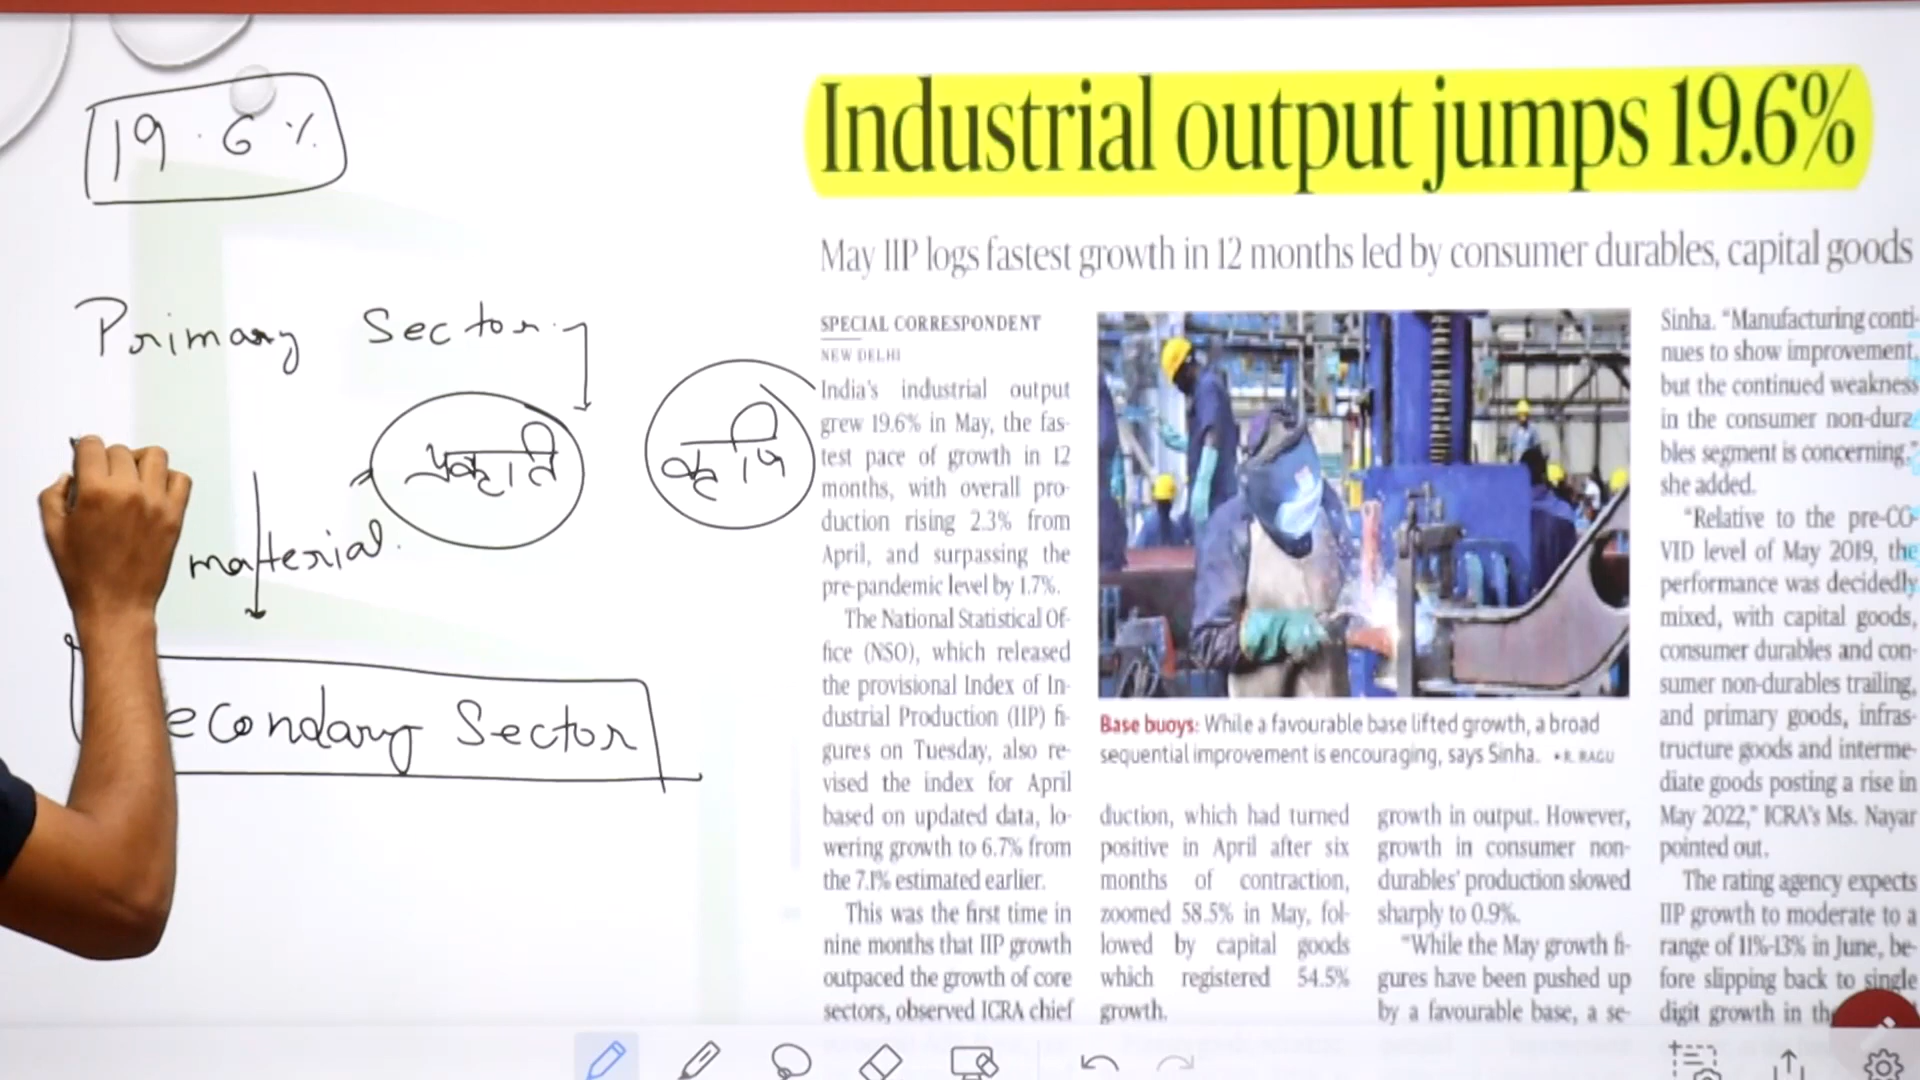 19.6%
Primary Sector
प्रकृति
कृषि
material.
econdary Sector
Industrial output jumps 19.6%
May IIP logs fastest growth in 12 months led by consumer durables, capital goods
SPECIAL CORRESPONDENT
NEW DELHI
India's industrial output
grew 19.6% in May, the fas-
test pace of growth in 12
months, with overall pro-
duction rising 2.3% from
April, and surpassing the
pre-pandemic level by 1.7%.
The National Statistical Of-
fice (NSO), which released
the provisional Index of In-
dustrial Production (IIP) fi-
gures on Tuesday, also re-
vised the index for April
based on updated data, lo-
wering growth to 6.7% from
the 7.1% estimated earlier.
This was the first time in
nine months that IIP growth
outpaced the growth of core
sectors, observed ICRA chief
Base buoys: While a favourable base lifted growth, a broad
sequential improvement is encouraging, says Sinha. • R. RAGU
duction, which had turned
positive in April after six
months of contraction,
zoomed 58.5% in May, fol-
lowed by capital goods
which registered 54.5%
growth.
growth in output. However,
growth in consumer non-
durables' production slowed
sharply to 0.9%.
"While the May growth fi-
gures have been pushed up
by a favourable base, a se-
Sinha. "Manufacturing conti-
nues to show improvement,
but the continued weakness
in the consumer non-dura-
bles segment is concerning,"
she added.
"Relative to the pre-CO-
VID level of May 2019, the
performance was decidedly
mixed, with capital goods,
consumer durables and con-
sumer non-durables trailing,
and primary goods, infras-
tructure goods and interme-
diate goods posting a rise in
May 2022," ICRA's Ms. Nayar
pointed out.
The rating agency expects
IIP growth to moderate to a
range of 11%-13% in June, be-
fore slipping back to single
digit growth in the